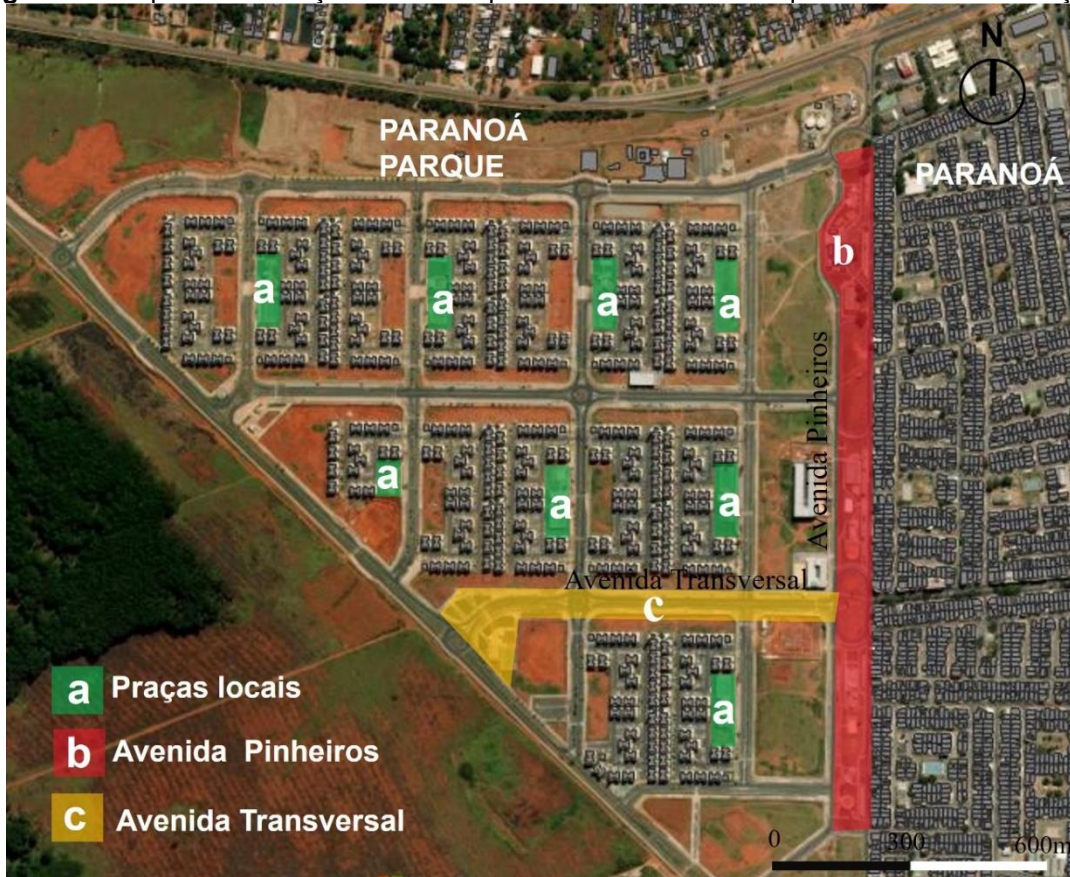 N
PARANOÁ
PARQUE
PARANOÁ
b
a
a
a
a
Avenida Pinheiros
a
a
a
Avenida Transversal
c
a
a Praças locais
b Avenida Pinheiros
c Avenida Transversal
0 300 600m